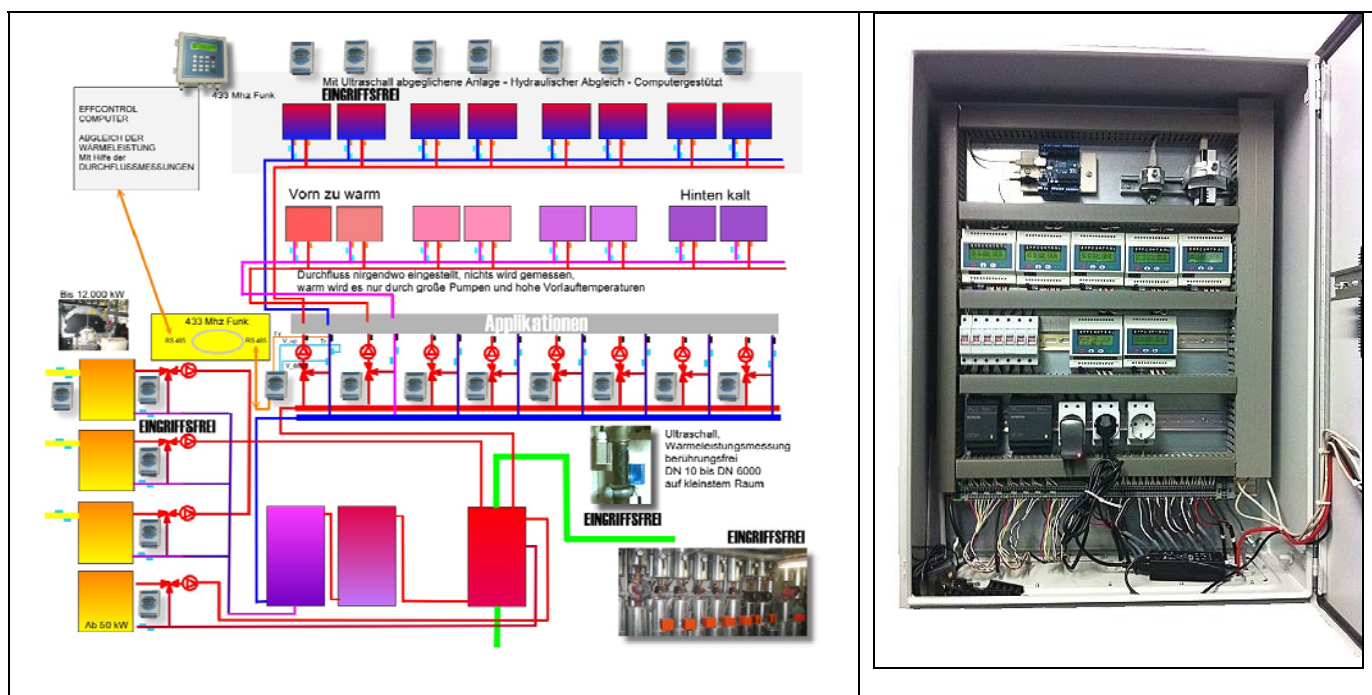 433 Mhz Funk
Mit Ultraschall abgeglichene Anlage - Hydraulischer Abgleich - Computergestützt
EINGRIFFSFREI
EFFCONTROL
COMPUTER
ABGLEICH DER
WÄRMELEISTUNG
Mit Hilfe der
DURCHFLUSSMESSUNGEN
Vorn zu warm
Hinten kalt
Durchfluss nirgendwo eingestellt, nichts wird gemessen,
warm wird es nur durch große Pumpen und hohe Vorlauftemperaturen
Bis 12.000 kW
433 Mhz Funk
RS 485
RS 485
Applikationen
EINGRIFFSFREI
Ultraschall,
Wärmeleistungsmessung
berührungsfrei
DN 10 bis DN 6000
auf kleinstem Raum
EINGRIFFSFREI
EINGRIFFSFREI
Ab 50 kW